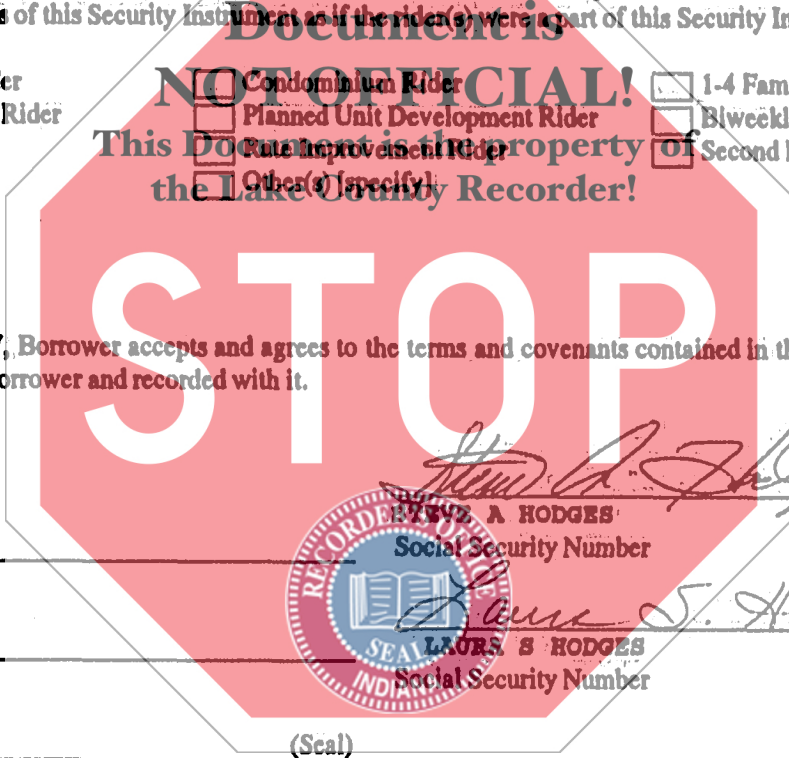 s of this Security Instrument as if the rider(s) were a part of this Security In
Document is
NOT OFFICIAL!
This Document is the property of
the Lake County Recorder!
er
Rider
Condominium Rider
Planned Unit Development Rider
Rate Improvement Rider
Other(s) [specify]
1-4 Fam
Biweekl
Second
STOP
, Borrower accepts and agrees to the terms and covenants contained in th
orrower and recorded with it.
STEVE A HODGES
Social Security Number
RECORDER'S OFFICE
SEAL
INDIANA
Laura S. H
LAURA S HODGES
Social Security Number
(Seal)